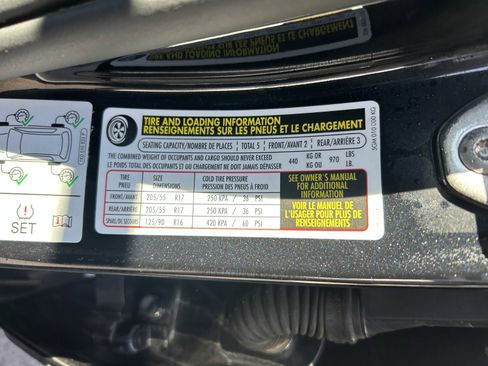 TIRE AND LOADING INFORMATION
RENSEIGNEMENTS SUR LES PNEUS ET LE CHARGEMENT
SEATING CAPACITY/NOMBRE DE PLACES TOTAL 5 FRONT/AVANT 2 REAR/ARRIÈRE 3
THE COMBINED WEIGHT OF OCCUPANTS AND CARGO SHOULD NEVER EXCEED
LE POIDS TOTAL DES OCCUPANTS ET DU CHARGEMENT NE DOIT JAMAIS DÉPASSER
440 KG OR 970 LBS
KG OU LB.
TIRE SIZE COLD TIRE PRESSURE
PNEU DIMENSIONS PRESSION DES PNEUS À FROID
FRONT/AVANT 205/55 R17 250 KPA / 36 PSI
REAR/ARRIÈRE 205/55 R17 250 KPA / 36 PSI
SPARE/DE SECOURS 125/90 R16 420 KPA / 60 PSI
SEE OWNER'S MANUAL
FOR ADDITIONAL
INFORMATION
VOIR LE MANUEL DE
L'USAGER POUR PLUS DE
RENSEIGNEMENTS
SET